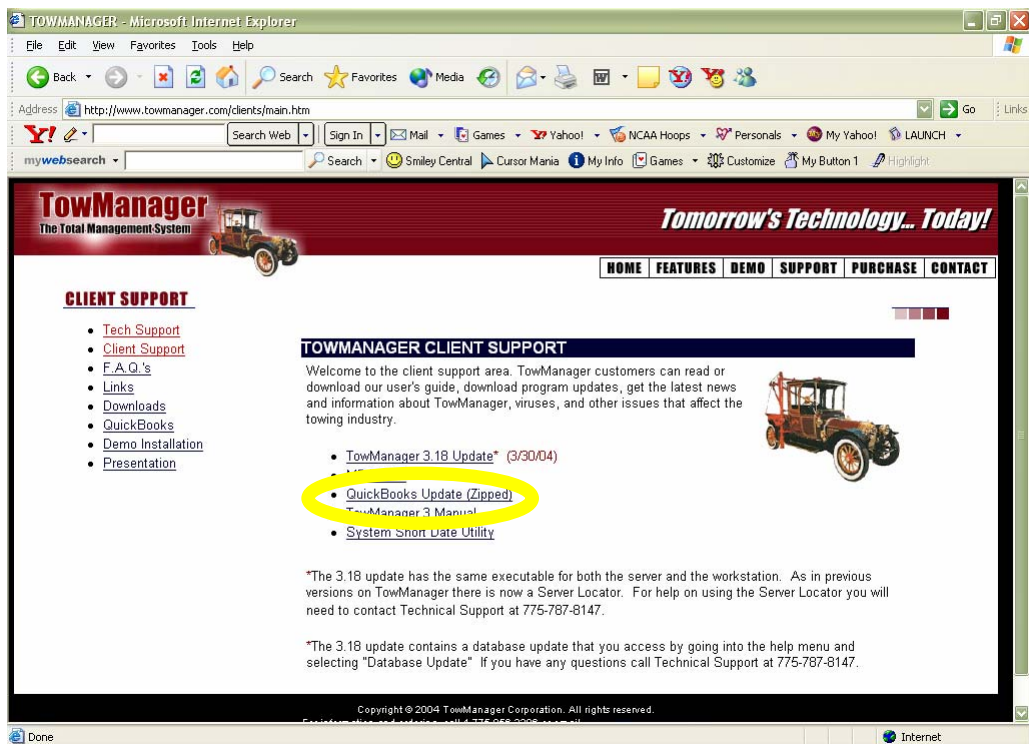 TOWMANAGER - Microsoft Internet Explorer
File Edit View Favorites Tools Help
Back Search Favorites Media
Address http://www.towmanager.com/clients/main.htm Go Links
Y! Search Web Sign In Mail Games Yahoo! NCAA Hoops Personals My Yahoo! LAUNCH
mywebsearch Search Smiley Central Cursor Mania My Info Games Customize My Button 1 Highlight
TowManager
The Total Management System
Tomorrow's Technology... Today!
HOME FEATURES DEMO SUPPORT PURCHASE CONTACT
CLIENT SUPPORT
Tech Support
Client Support
F.A.Q.'s
Links
Downloads
QuickBooks
Demo Installation
Presentation
TOWMANAGER CLIENT SUPPORT
Welcome to the client support area. TowManager customers can read or
download our user's guide, download program updates, get the latest news
and information about TowManager, viruses, and other issues that affect the
towing industry.
TowManager 3.18 Update* (3/30/04)
QuickBooks Update (Zipped)
TowManager 3 Manual
System Short Date Utility
*The 3.18 update has the same executable for both the server and the workstation. As in previous
versions on TowManager there is now a Server Locator. For help on using the Server Locator you will
need to contact Technical Support at 775-787-8147.
*The 3.18 update contains a database update that you access by going into the help menu and
selecting "Database Update" If you have any questions call Technical Support at 775-787-8147.
Copyright © 2004 TowManager Corporation. All rights reserved.
Done Internet